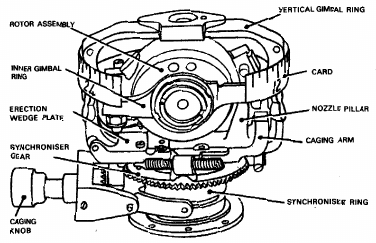 ROTOR ASSEMBLY
VERTICAL GIMBAL RING
INNER GIMBAL
RING
CARD
ERECTION
WEDGE PLATE
NOZZLE PILLAR
SYNCHRONISER
GEAR
CAGING ARM
SYNCHRONISER RING
CAGING
KNOB